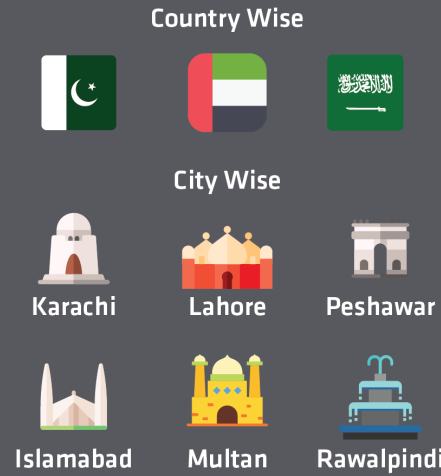 Country Wise
City Wise
Karachi
Lahore
Peshawar
Islamabad
Multan
Rawalpindi